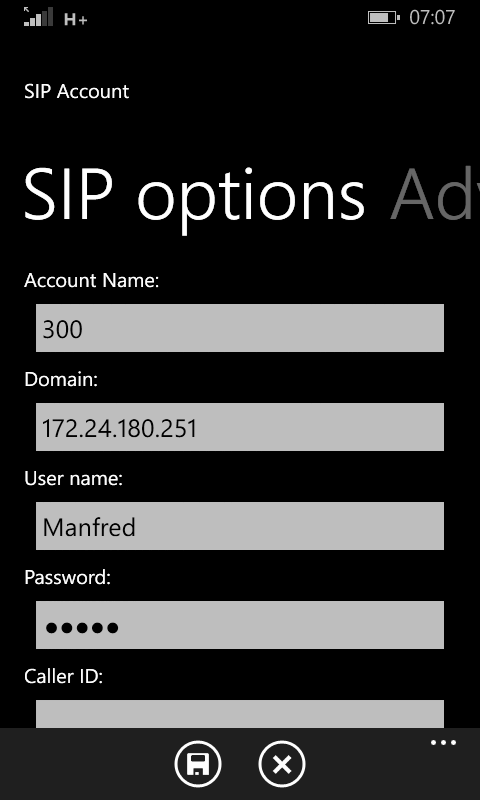 H+ 07:07
SIP Account
SIP options Adv
Account Name:
300
Domain:
172.24.180.251
User name:
Manfred
Password:
•••••
Caller ID: